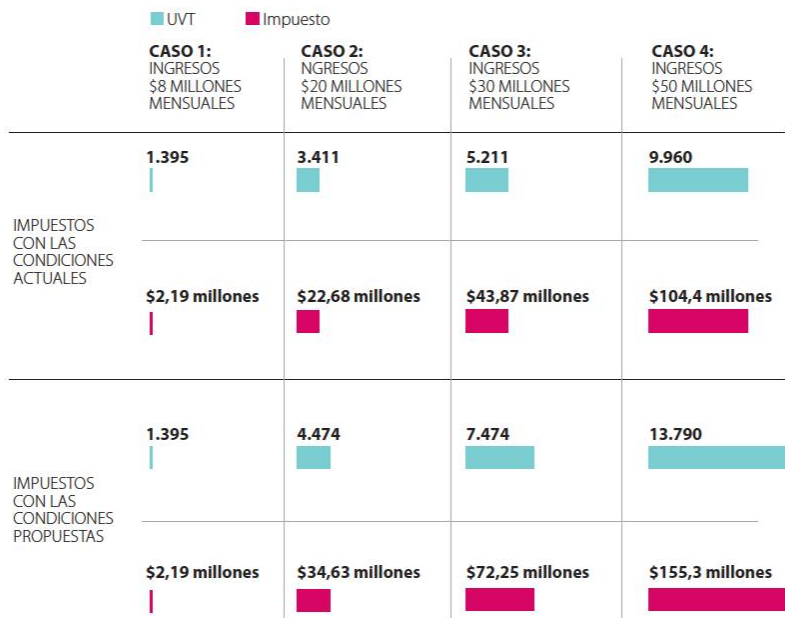 UVT Impuesto
CASO 1:
INGRESOS
$8 MILLONES
MENSUALES
CASO 2:
NGRESOS
$20 MILLONES
MENSUALES
CASO 3:
INGRESOS
$30 MILLONES
MENSUALES
CASO 4:
INGRESOS
$50 MILLONES
MENSUALES
IMPUESTOS
CON LAS
CONDICIONES
ACTUALES
1.395 3.411 5.211 9.960
$2,19 millones $22,68 millones $43,87 millones $104,4 millones
IMPUESTOS
CON LAS
CONDICIONES
PROPUESTAS
1.395 4.474 7.474 13.790
$2,19 millones $34,63 millones $72,25 millones $155,3 millones